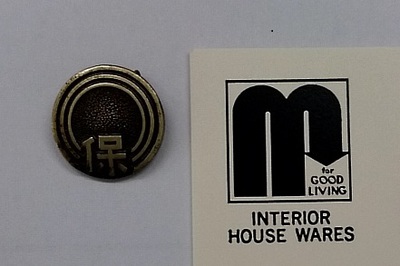 保
for
GOOD
LIVING
INTERIOR
HOUSE WARES